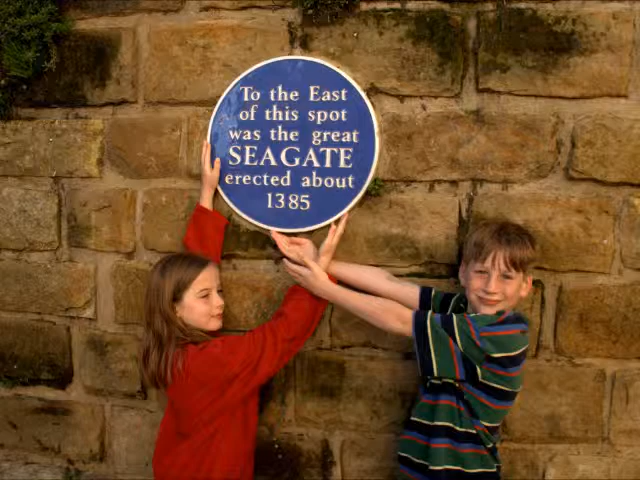 To the East
of this spot
was the great
SEAGATE
erected about
1385